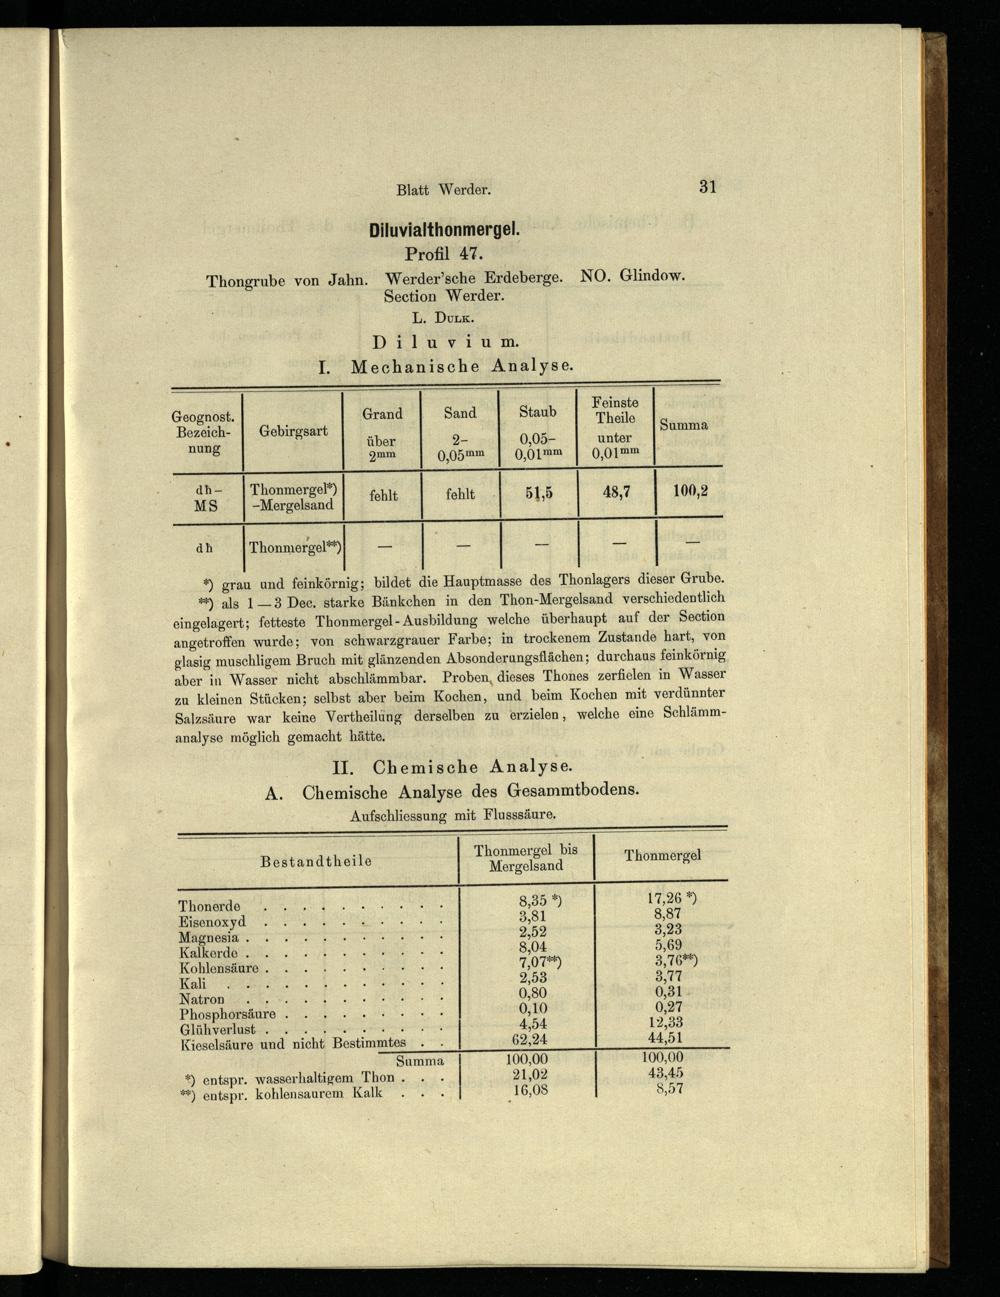 Blatt Werder. 31
Diluvialthonmergel.
Profil 47.
Thongrube von Jahn. Werder'sche Erdeberge. NO. Glindow.
Section Werder.
L. Dulk.
Diluvium.
I. Mechanische Analyse.
Geognost. Bezeich-nung | Gebirgsart | Grand über 2mm | Sand 2-0,05mm | Staub 0,05-0,01mm | Feinste Theile unter 0,01mm | Summa
dh-MS | Thonmergel*) -Mergelsand | fehlt | fehlt | 51,5 | 48,7 | 100,2
dh | Thonmergel**) | — | — | — | — | —
*) grau und feinkörnig; bildet die Hauptmasse des Thonlagers dieser Grube.
**) als 1—3 Dec. starke Bänkchen in den Thon-Mergelsand verschiedentlich
eingelagert; fetteste Thonmergel-Ausbildung welche überhaupt auf der Section
angetroffen wurde; von schwarzgrauer Farbe; in trockenem Zustande hart, von
glasig muschligem Bruch mit glänzenden Absonderungsflächen; durchaus feinkörnig
aber in Wasser nicht abschlämmbar. Proben dieses Thones zerfielen in Wasser
zu kleinen Stücken; selbst aber beim Kochen, und beim Kochen mit verdünnter
Salzsäure war keine Vertheilung derselben zu erzielen, welche eine Schlämm-
analyse möglich gemacht hätte.
II. Chemische Analyse.
A. Chemische Analyse des Gesammtbodens.
Aufschliessung mit Flusssäure.
Bestandtheile | Thonmergel bis Mergelsand | Thonmergel
Thonerde . . . . . . . . . . 8,35 *) 17,26 *)
Eisenoxyd . . . . . . . . . . 3,81 8,87
Magnesia . . . . . . . . . . . 2,52 3,23
Kalkerde . . . . . . . . . . . 8,04 5,69
Kohlensäure . . . . . . . . . . 7,07**) 3,76**)
Kali . . . . . . . . . . . . 2,53 3,77
Natron . . . . . . . . . . . 0,80 0,31
Phosphorsäure . . . . . . . . . 0,10 0,27
Glühverlust . . . . . . . . . . 4,54 12,33
Kieselsäure und nicht Bestimmtes . . 62,24 44,51
Summa 100,00 100,00
*) entspr. wasserhaltigem Thon . . . 21,02 43,45
**) entspr. kohlensaurem Kalk . . . 16,08 8,57